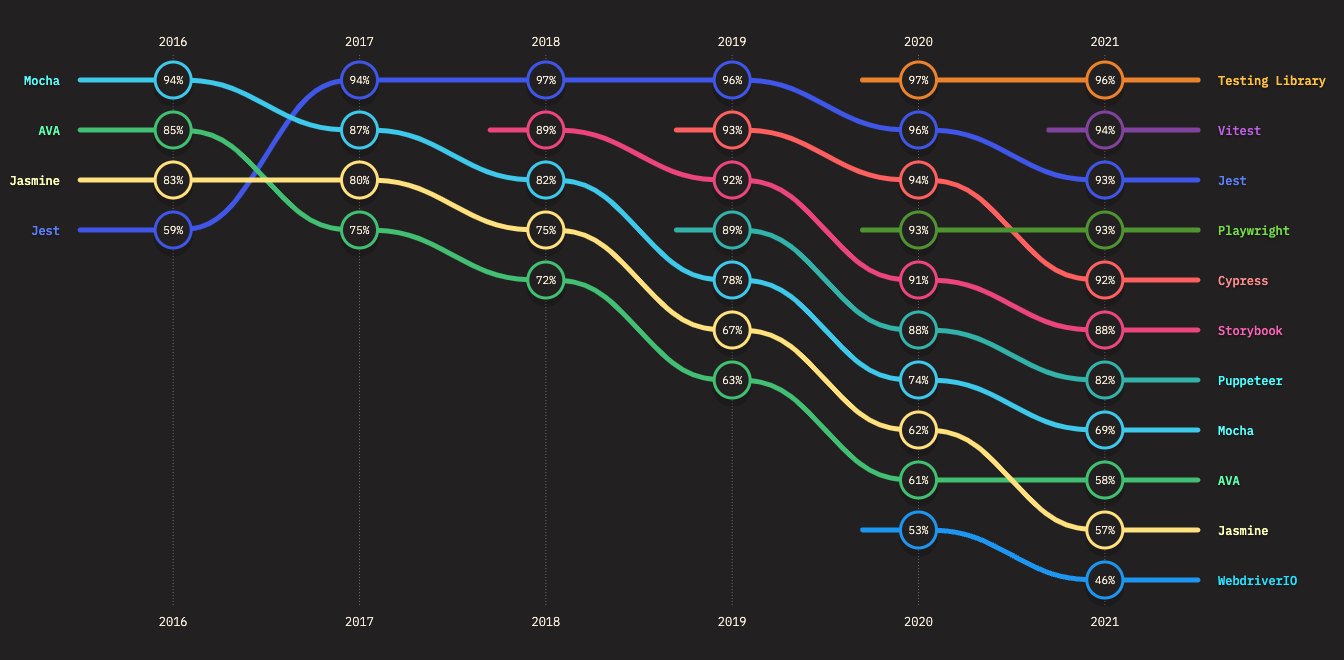 2016 2017 2018 2019 2020 2021
Mocha 94% 94% 97% 96% 97% 96% Testing Library
AVA 85% 87% 89% 93% 96% 94% Vitest
Jasmine 83% 80% 82% 92% 94% 93% Jest
Jest 59% 75% 75% 89% 93% 93% Playwright
72% 78% 91% 92% Cypress
67% 88% 88% Storybook
63% 74% 82% Puppeteer
62% 69% Mocha
61% 58% AVA
53% 57% Jasmine
46% WebdriverIO
2016 2017 2018 2019 2020 2021